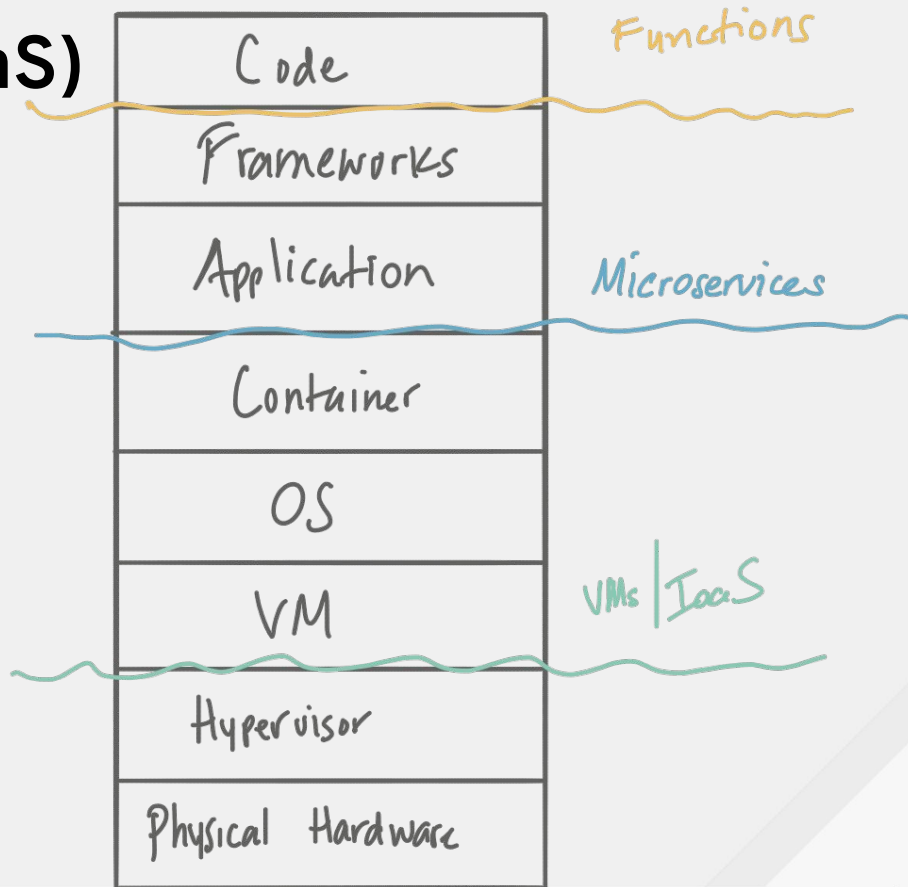 aS)
Code
Functions
Frameworks
Application
Microservices
Container
OS
VM
VMs | IaaS
Hypervisor
Physical Hardware